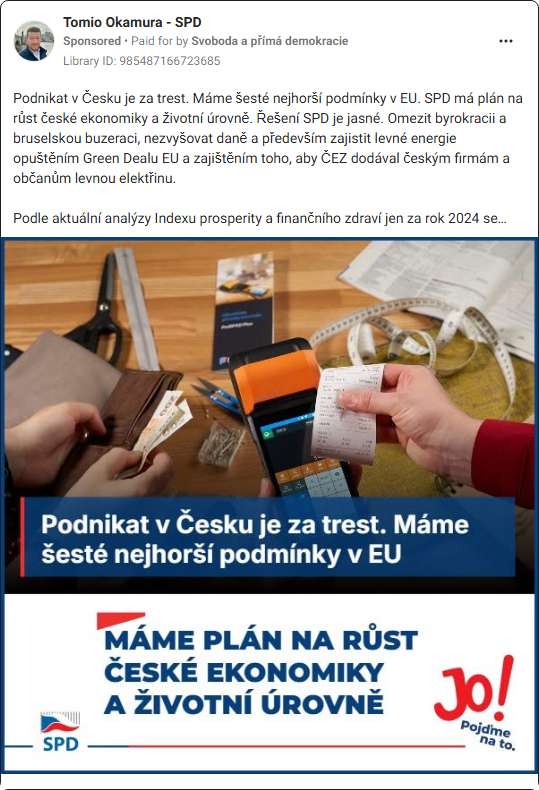 Tomio Okamura - SPD
Sponsored • Paid for by Svoboda a přímá demokracie
Library ID: 985487166723685
Podnikat v Česku je za trest. Máme šesté nejhorší podmínky v EU. SPD má plán na
růst české ekonomiky a životní úrovně. Řešení SPD je jasné. Omezit byrokracii a
bruselskou buzeraci, nezvyšovat daně a především zajistit levné energie
opuštěním Green Dealu EU a zajištěním toho, aby ČEZ dodával českým firmám a
občanům levnou elektřinu.
Podle aktuální analýzy Indexu prosperity a finančního zdraví jen za rok 2024 se...
Podnikat v Česku je za trest. Máme
šesté nejhorší podmínky v EU
MÁME PLÁN NA RŮST
ČESKÉ EKONOMIKY
A ŽIVOTNÍ ÚROVNĚ
Jo!
Pojďme
na to.
SPD